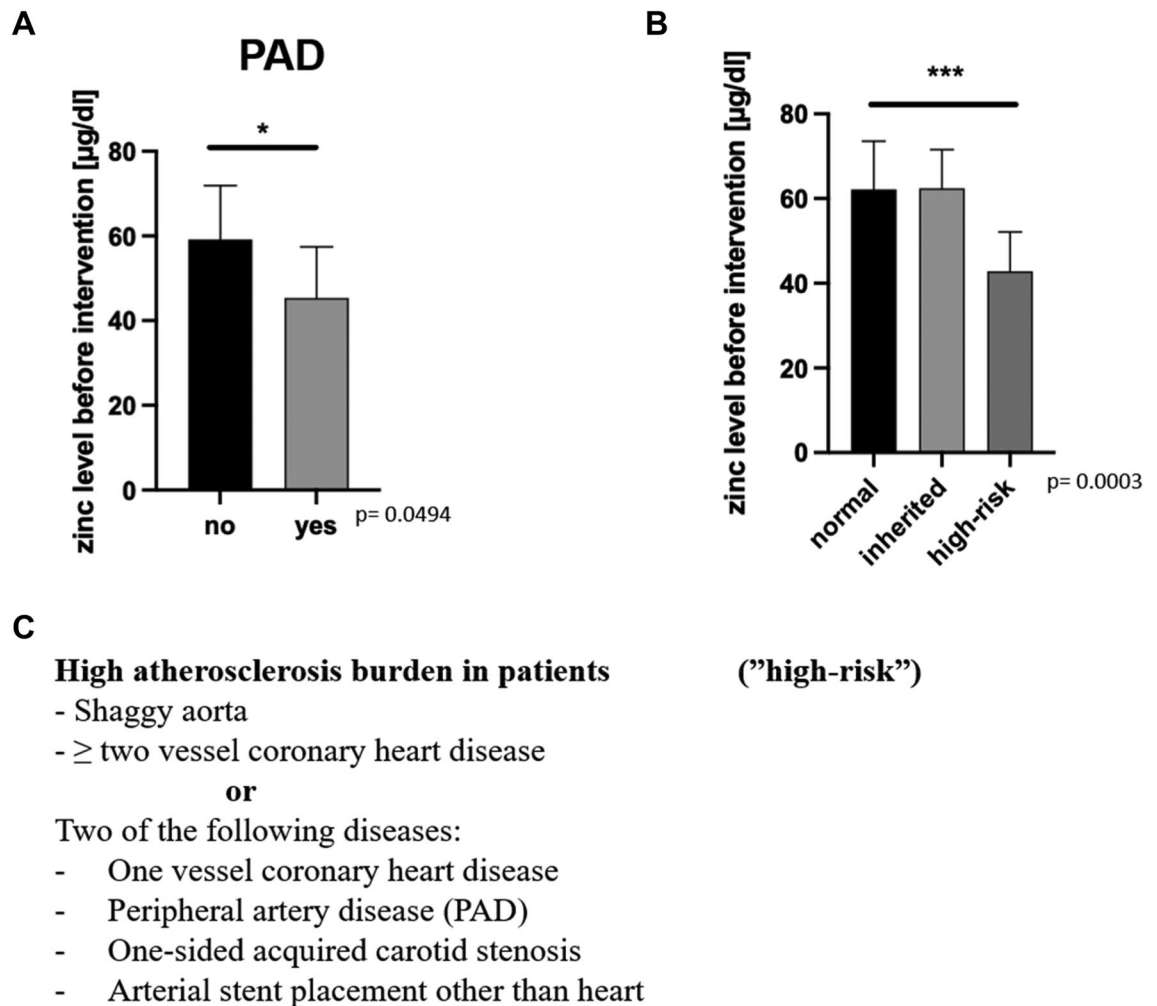 A
PAD
zinc level before intervention [µg/dl]
80
60
40
20
0
*
no
yes
p= 0.0494
B
zinc level before intervention [µg/dl]
80
60
40
20
0
***
normal
inherited
high-risk
p= 0.0003
C
High atherosclerosis burden in patients (”high-risk”)
- Shaggy aorta
- ≥ two vessel coronary heart disease
or
Two of the following diseases:
- One vessel coronary heart disease
- Peripheral artery disease (PAD)
- One-sided acquired carotid stenosis
- Arterial stent placement other than heart